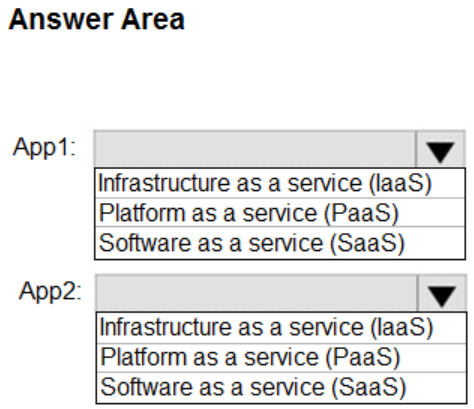 Answer Area
App1:
Infrastructure as a service (IaaS)
Platform as a service (PaaS)
Software as a service (SaaS)
App2:
Infrastructure as a service (IaaS)
Platform as a service (PaaS)
Software as a service (SaaS)